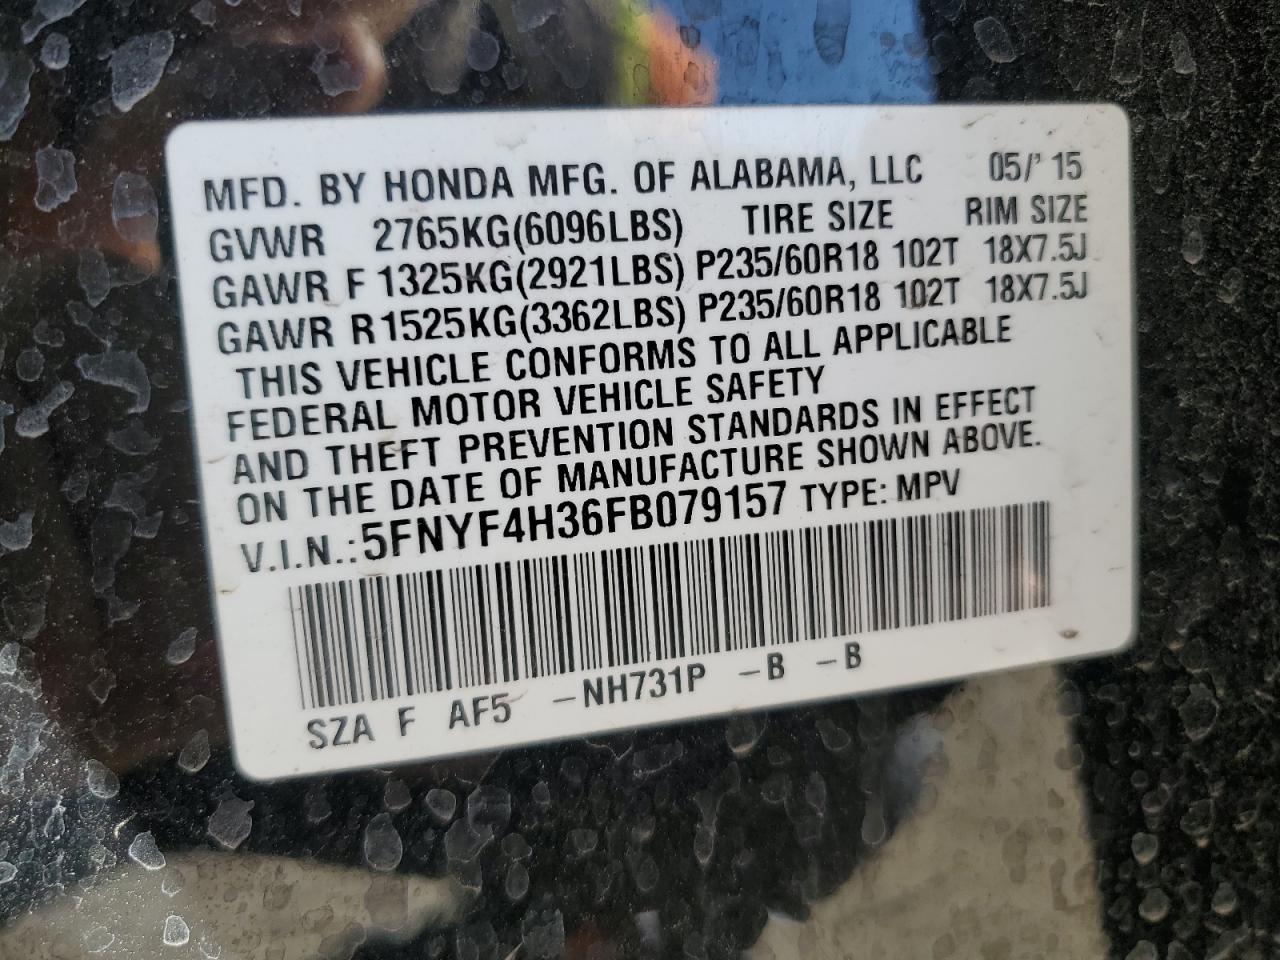 MFD. BY HONDA MFG. OF ALABAMA, LLC 05/' 15
GVWR 2765KG(6096LBS) TIRE SIZE RIM SIZE
GAWR F 1325KG(2921LBS) P235/60R18 102T 18X7.5J
GAWR R 1525KG(3362LBS) P235/60R18 102T 18X7.5J
THIS VEHICLE CONFORMS TO ALL APPLICABLE
FEDERAL MOTOR VEHICLE SAFETY
AND THEFT PREVENTION STANDARDS IN EFFECT
ON THE DATE OF MANUFACTURE SHOWN ABOVE.
V.I.N.: 5FNYF4H36FB079157 TYPE: MPV
SZA F AF5 -NH731P -B -B